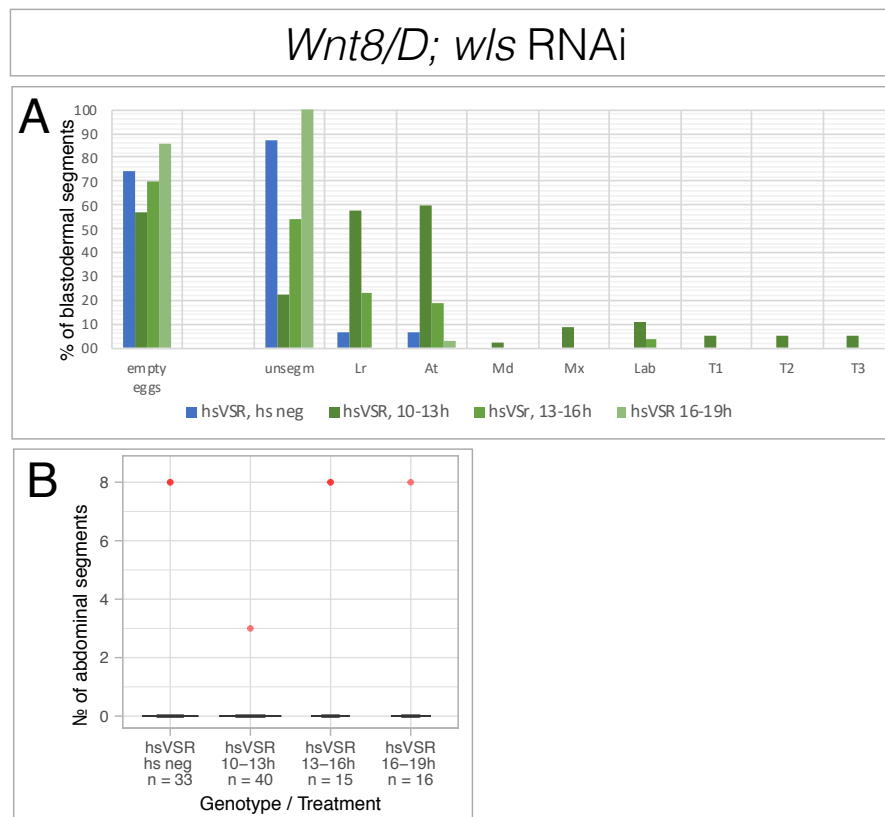 Wnt8/D; wls RNAi
A
% of blastodermal segments
100
90
80
70
60
50
40
30
20
10
00
empty eggs
unsegm
Lr
At
Md
Mx
Lab
T1
T2
T3
hsVSR, hs neg
hsVSR, 10-13h
hsVSr, 13-16h
hsVSR 16-19h
B
№ of abdominal segments
8
6
4
2
0
hsVSR
hs neg
n = 33
hsVSR
10−13h
n = 40
hsVSR
13−16h
n = 15
hsVSR
16−19h
n = 16
Genotype / Treatment